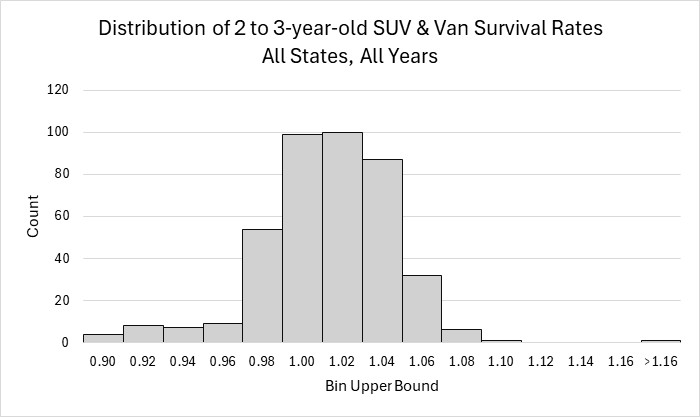 Distribution of 2 to 3-year-old SUV & Van Survival Rates
All States, All Years
120
100
80
60
40
20
0
Count
0.90 0.92 0.94 0.96 0.98 1.00 1.02 1.04 1.06 1.08 1.10 1.12 1.14 1.16 >1.16
Bin Upper Bound